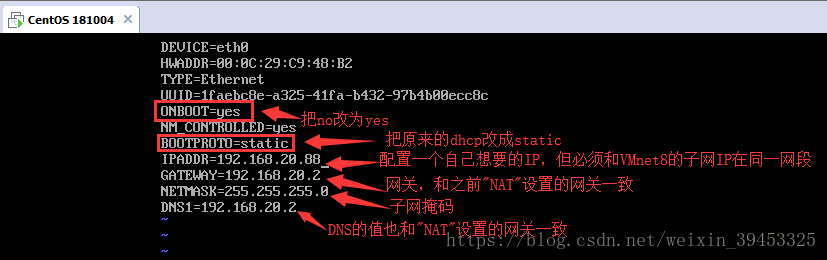 CentOS 181004
DEVICE=eth0
HWADDR=00:0C:29:C9:48:B2
TYPE=Ethernet
UUID=1faebc8e-a325-41fa-b432-97b4b00ecc8c
ONBOOT=yes
把no改为yes
NM_CONTROLLED=yes
BOOTPROTO=static
把原来的dhcp改成static
IPADDR=192.168.20.88_
配置一个自己想要的IP，但必须和VMnet8的子网IP在同一网段
GATEWAY=192.168.20.2
网关，和之前"NAT"设置的网关一致
NETMASK=255.255.255.0
子网掩码
DNS1=192.168.20.2
DNS的值也和"NAT"设置的网关一致
~
~
~
https://blog.csdn.net/weixin_39453325